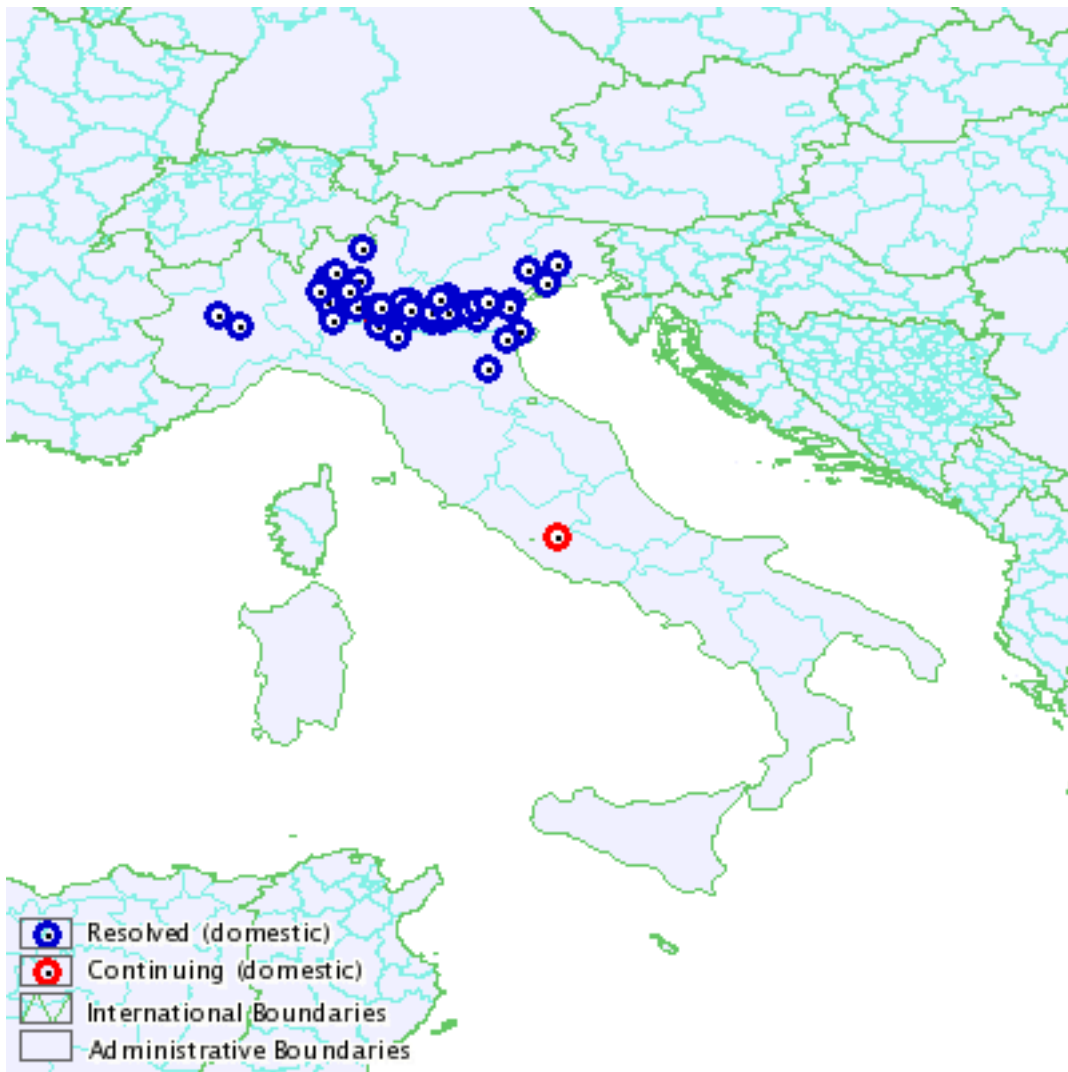 Resolved (domestic)
Continuing (domestic)
International Boundaries
Administrative Boundaries